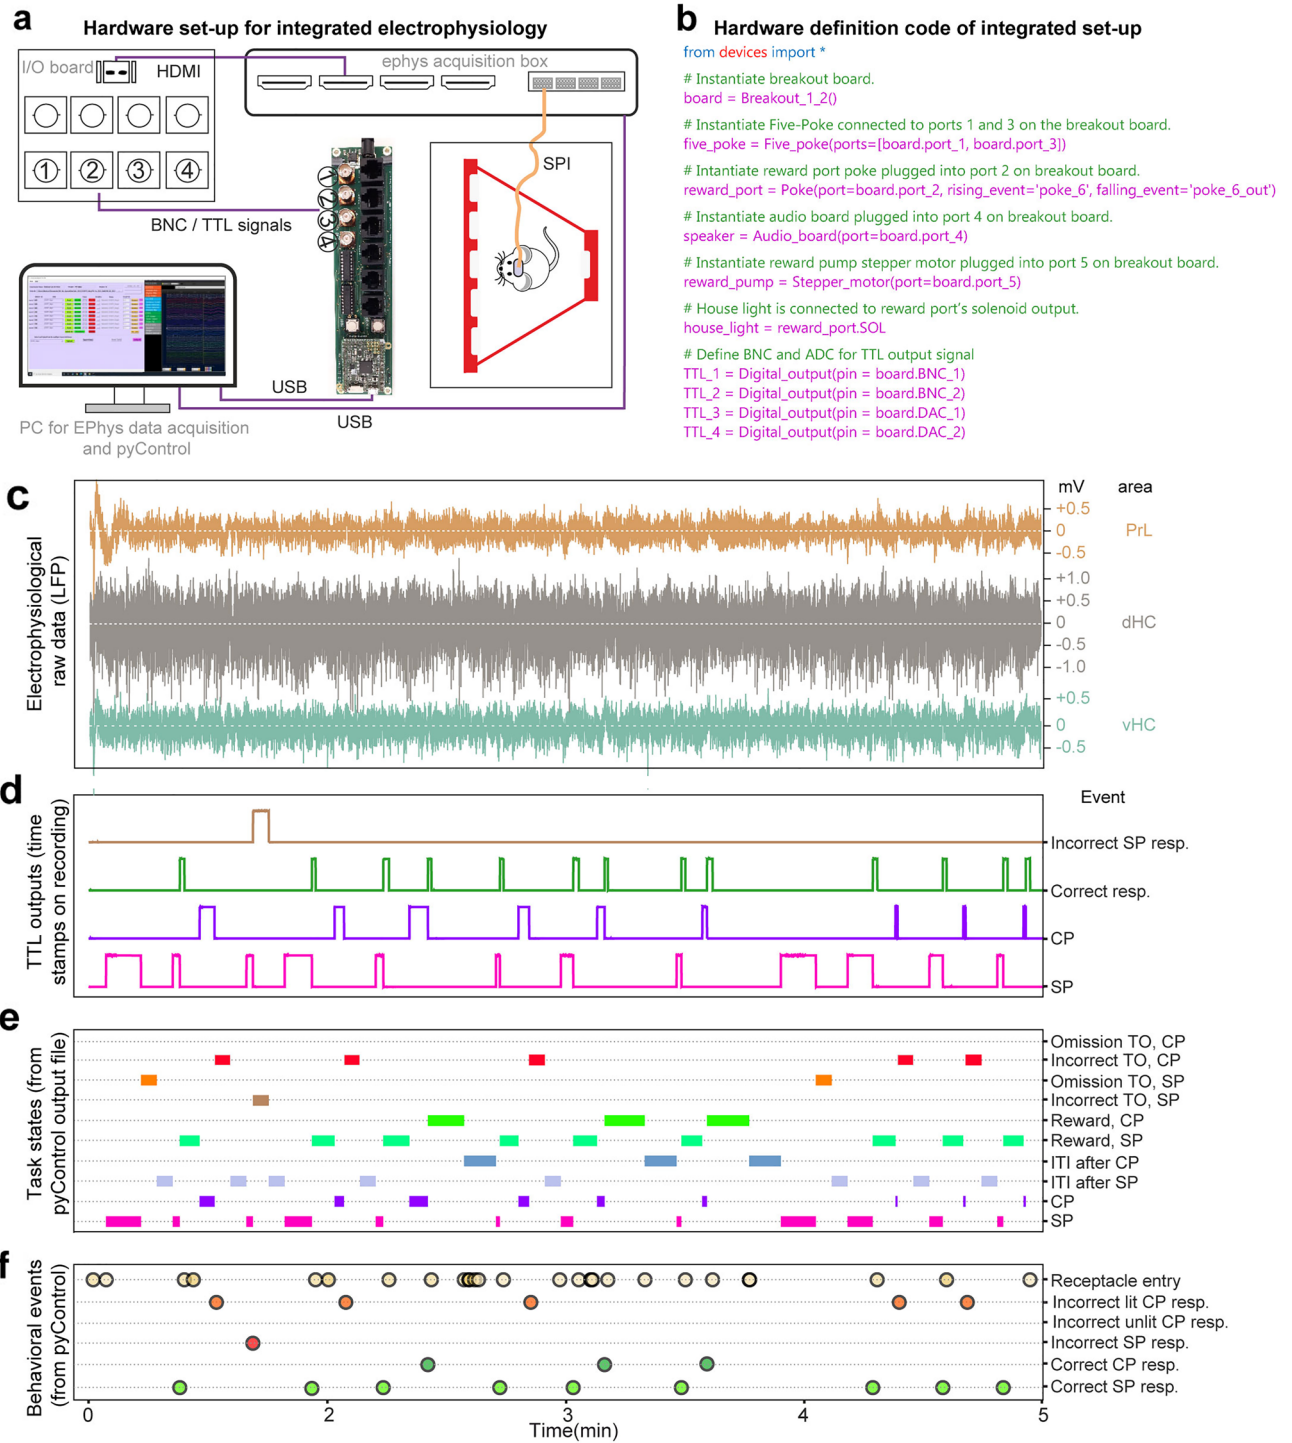 a
Hardware set-up for integrated electrophysiology
I/O board
HDMI
ephys acquisition box
1 2 3 4
1
2
3
4
SPI
BNC / TTL signals
USB
USB
PC for EPhys data acquisition
and pyControl
b
Hardware definition code of integrated set-up
from devices import *
# Instantiate breakout board.
board = Breakout_1_2()
# Instantiate Five-Poke connected to ports 1 and 3 on the breakout board.
five_poke = Five_poke(ports=[board.port_1, board.port_3])
# Intantiate reward port poke plugged into port 2 on breakout board.
reward_port = Poke(port=board.port_2, rising_event='poke_6', falling_event='poke_6_out')
# Instantiate audio board plugged into port 4 on breakout board.
speaker = Audio_board(port=board.port_4)
# Instantiate reward pump stepper motor plugged into port 5 on breakout board.
reward_pump = Stepper_motor(port=board.port_5)
# House light is connected to reward port's solenoid output.
house_light = reward_port.SOL
# Define BNC and ADC for TTL output signal
TTL_1 = Digital_output(pin = board.BNC_1)
TTL_2 = Digital_output(pin = board.BNC_2)
TTL_3 = Digital_output(pin = board.DAC_1)
TTL_4 = Digital_output(pin = board.DAC_2)
c
Electrophysiological
raw data (LFP)
mV area
+0.5
0 PrL
-0.5
+1.0
+0.5
0 dHC
-0.5
-1.0
+0.5
0 vHC
-0.5
d
TTL outputs (time
stamps on recording)
Event
Incorrect SP resp.
Correct resp.
CP
SP
e
Task states (from
pyControl output file)
Omission TO, CP
Incorrect TO, CP
Omission TO, SP
Incorrect TO, SP
Reward, CP
Reward, SP
ITI after CP
ITI after SP
CP
SP
f
Behavioral events
(from pyControl)
Receptacle entry
Incorrect lit CP resp.
Incorrect unlit CP resp.
Incorrect SP resp.
Correct CP resp.
Correct SP resp.
0 2 3 4 5
Time(min)